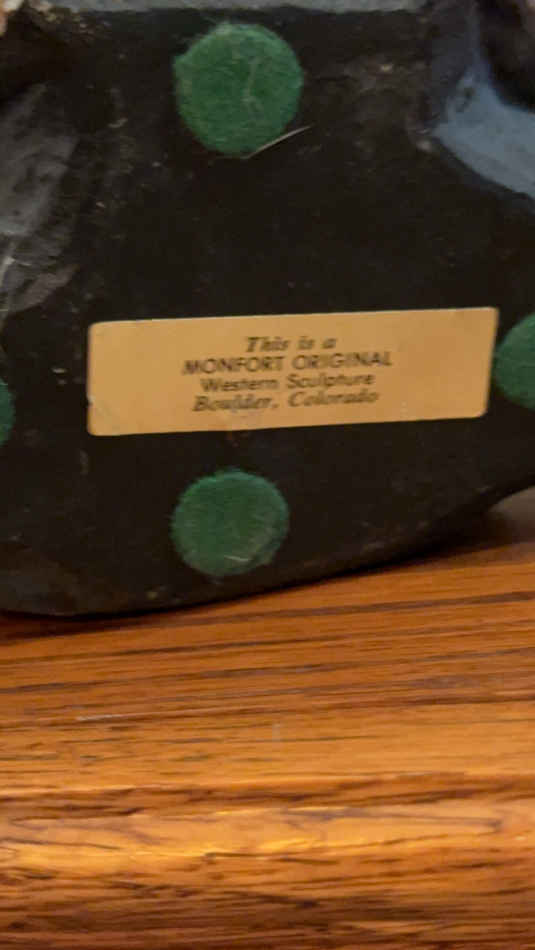 This is a
MONFORT ORIGINAL
Western Sculpture
Boulder, Colorado